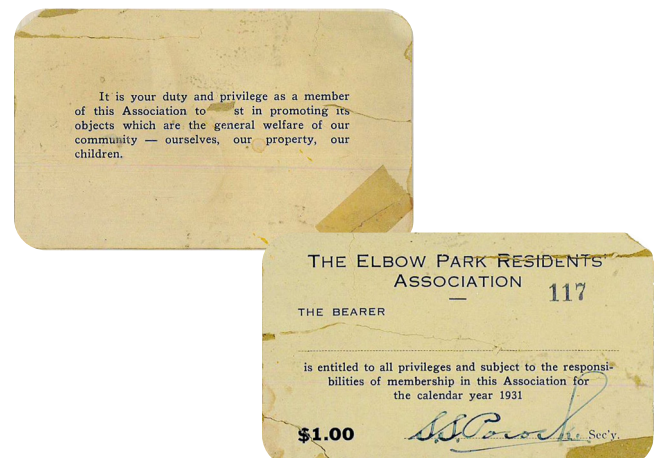 It is your duty and privilege as a member
of this Association to st in promoting its
objects which are the general welfare of our
community — ourselves, our property, our
children.
THE ELBOW PARK RESIDENTS'
ASSOCIATION
—
117
THE BEARER
is entitled to all privileges and subject to the responsi-
bilities of membership in this Association for
the calendar year 1931
$1.00 S.S. Pocock. Sec'y.